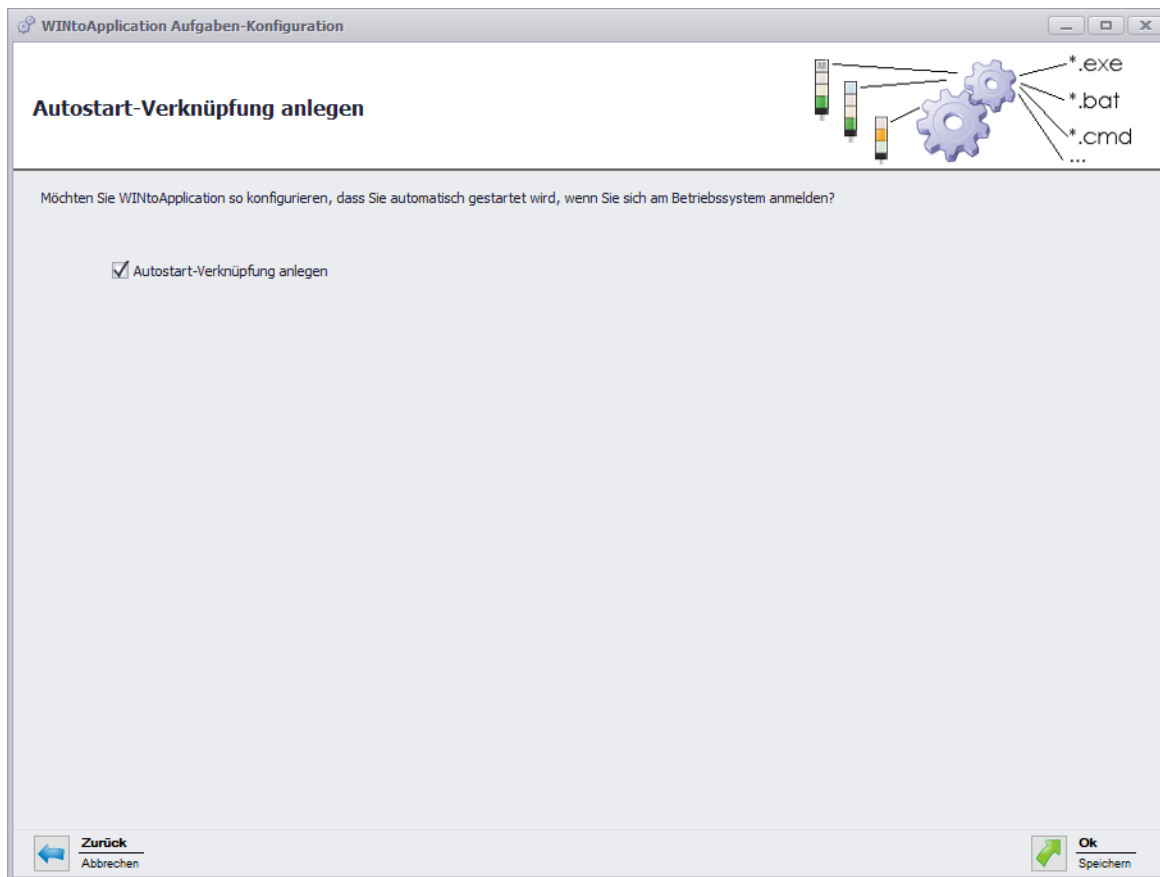 WINtoApplication Aufgaben-Konfiguration
Autostart-Verknüpfung anlegen
*.exe
*.bat
*.cmd
...
Möchten Sie WINtoApplication so konfigurieren, dass Sie automatisch gestartet wird, wenn Sie sich am Betriebssystem anmelden?
Autostart-Verknüpfung anlegen
Zurück
Abbrechen
Ok
Speichern